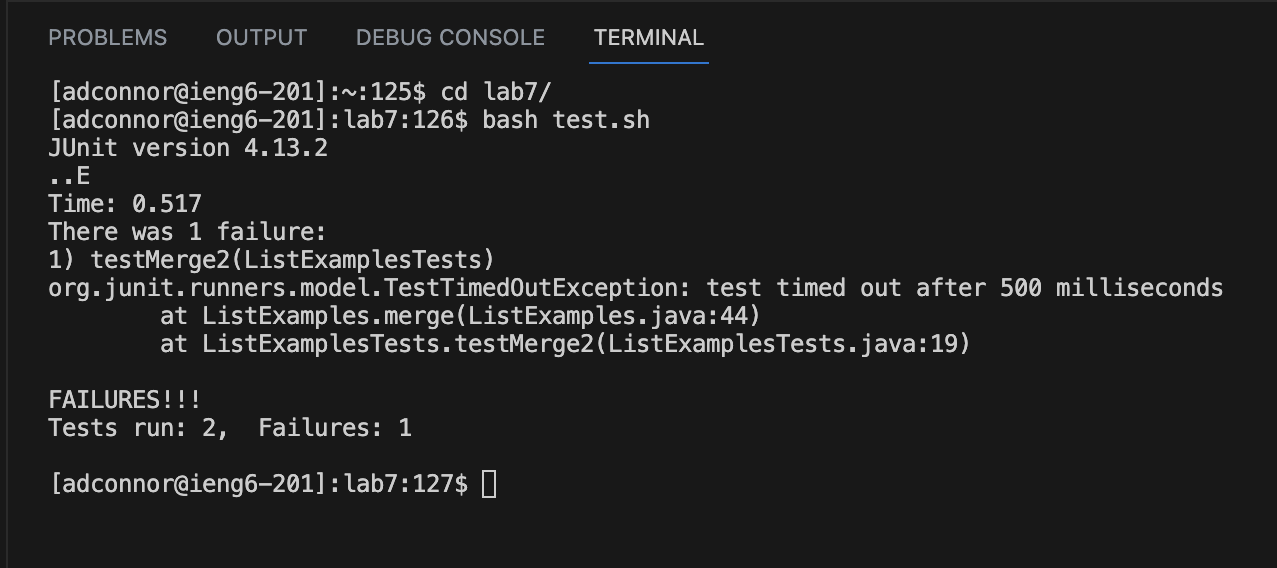 PROBLEMS OUTPUT DEBUG CONSOLE TERMINAL
[adconnor@ieng6-201]:~:125$ cd lab7/
[adconnor@ieng6-201]:lab7:126$ bash test.sh
JUnit version 4.13.2
..E
Time: 0.517
There was 1 failure:
1) testMerge2(ListExamplesTests)
org.junit.runners.model.TestTimedOutException: test timed out after 500 milliseconds
        at ListExamples.merge(ListExamples.java:44)
        at ListExamplesTests.testMerge2(ListExamplesTests.java:19)
FAILURES!!!
Tests run: 2,  Failures: 1
[adconnor@ieng6-201]:lab7:127$